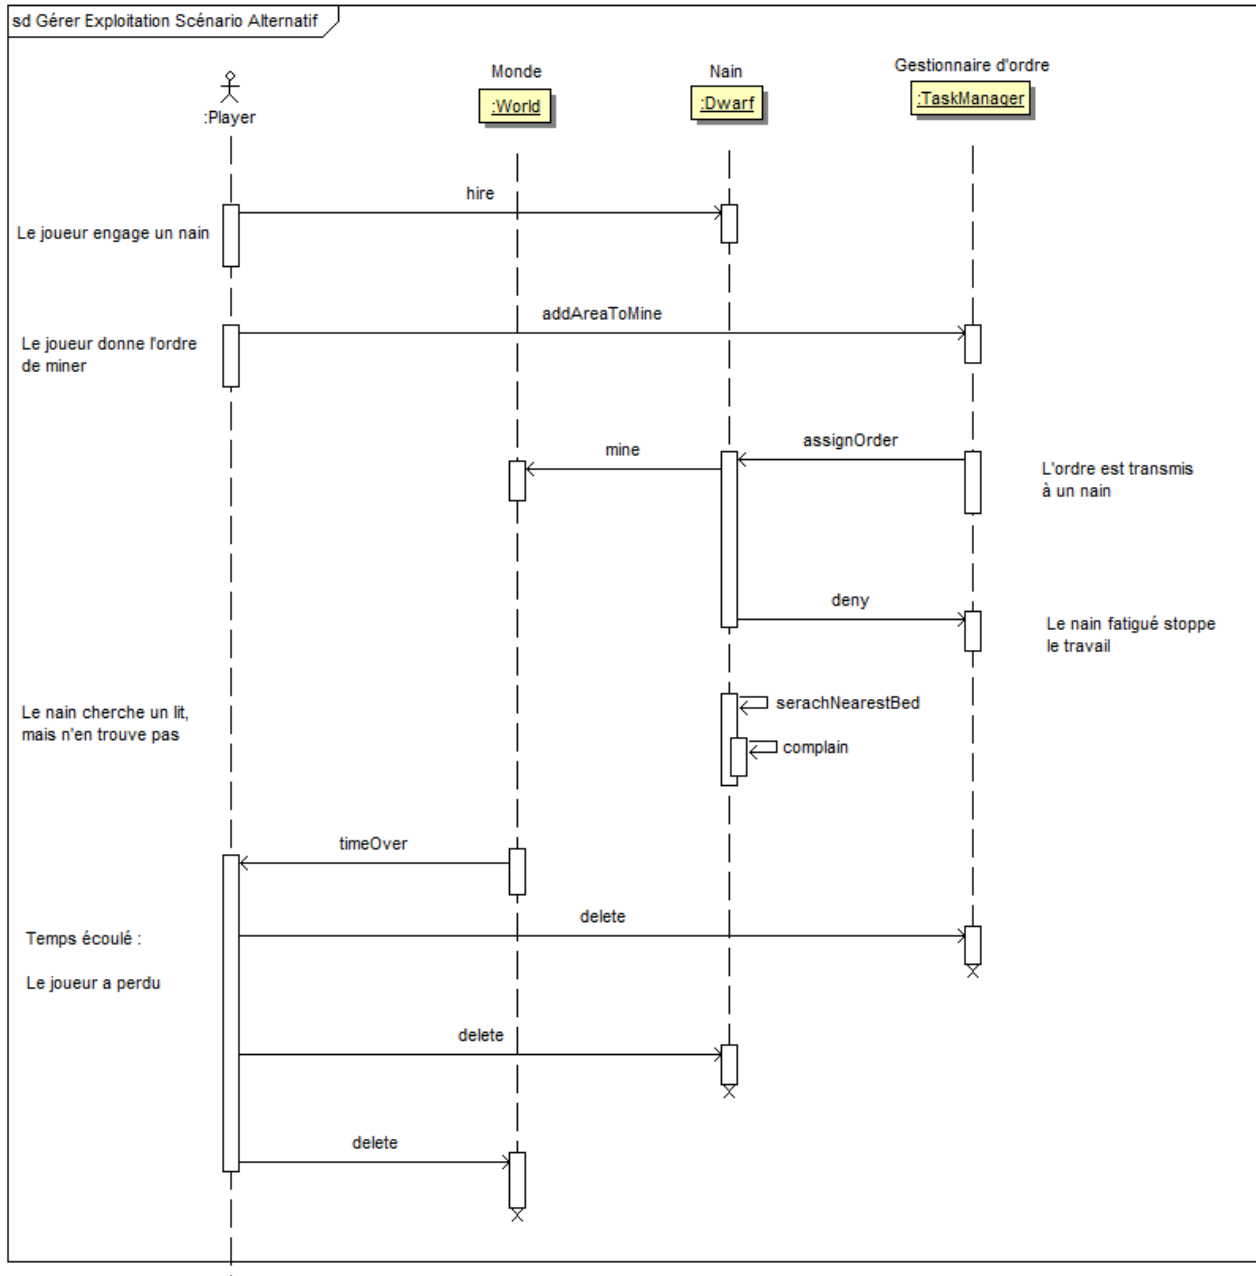 sd Gérer Exploitation Scénario Alternatif
:Player
Monde
:World
Nain
:Dwarf
Gestionnaire d'ordre
:TaskManager
hire
Le joueur engage un nain
addAreaToMine
Le joueur donne l'ordre
de miner
assignOrder
mine
L'ordre est transmis
à un nain
deny
Le nain fatigué stoppe
le travail
Le nain cherche un lit,
mais n'en trouve pas
serachNearestBed
complain
timeOver
delete
Temps écoulé :
Le joueur a perdu
delete
delete